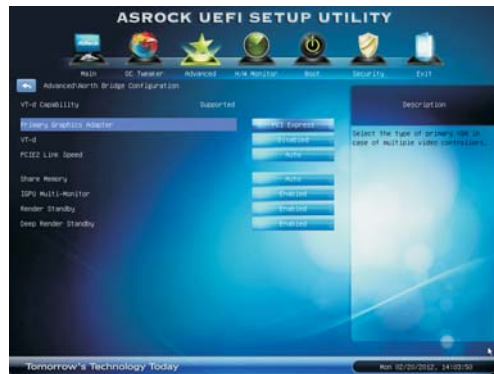 ASROCK UEFI SETUP UTILITY
Main OC Tweaker Advanced H/W Monitor Boot Security Exit
Advanced\North Bridge Configuration
Description
VT-d Capability Supported
Primary Graphics Adapter PCI Express
VT-d Disabled
PCIE2 Link Speed Auto
Share Memory Auto
IGPU Multi-Monitor Enabled
Render Standby Enabled
Deep Render Standby Enabled
Select the type of primary VGA in
case of multiple video controllers.
Tomorrow's Technology Today
Mon 02/20/2012, 14:03:50